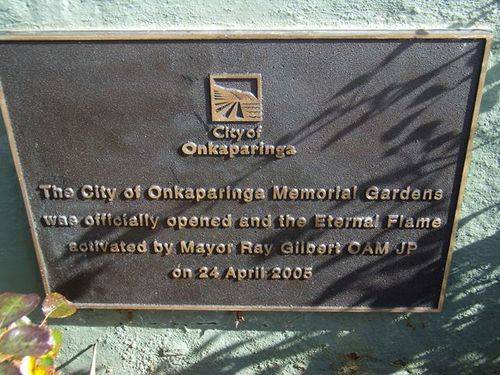 City of
Onkaparinga
The City of Onkaparinga Memorial Gardens
was officially opened and the Eternal Flame
activated by Mayor Ray Gilbert OAM JP
on 24 April 2005